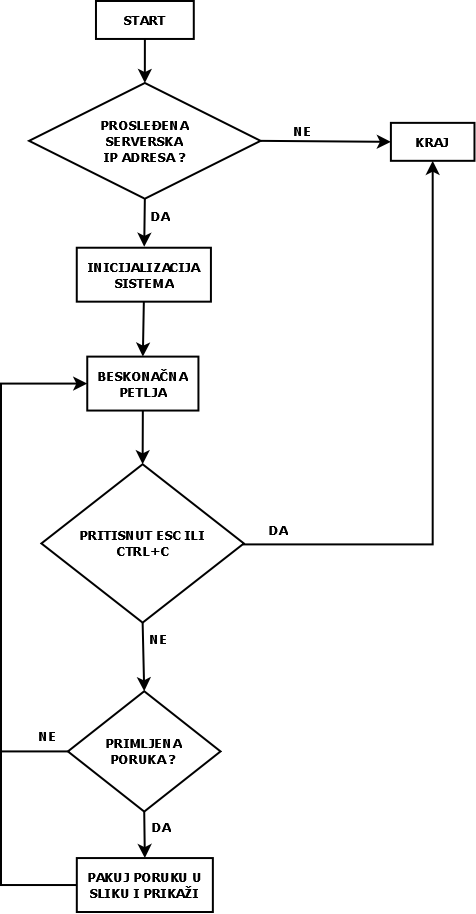 START
PROSLEĐENA
SERVERSKA
IP ADRESA ?
NE
KRAJ
DA
INICIJALIZACIJA
SISTEMA
BESKONAČNA
PETLJA
PRITISNUT ESC ILI
CTRL+C
DA
NE
PRIMLJENA
PORUKA ?
NE
DA
PAKUJ PORUKU U
SLIKU I PRIKAŽI